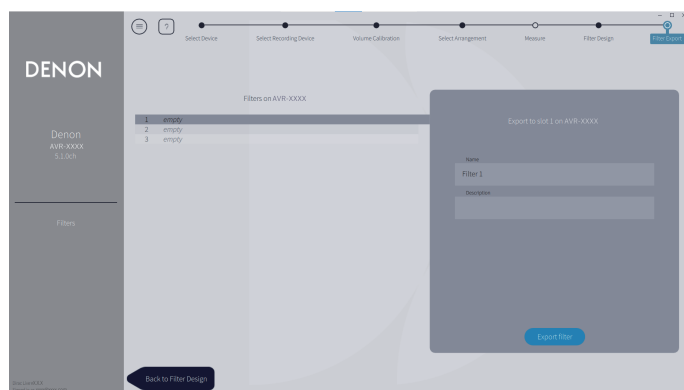 Select Device
Select Recording Device
Volume Calibration
Select Arrangement
Measure
Filter Design
Filter Export
DENON
Denon
AVR-XXXX
5.1.0ch
Filters
Filters on AVR-XXXX
1 empty
2 empty
3 empty
Export to slot 1 on AVR-XXXX
Name
Filter 1
Description
Export filter
Back to Filter Design